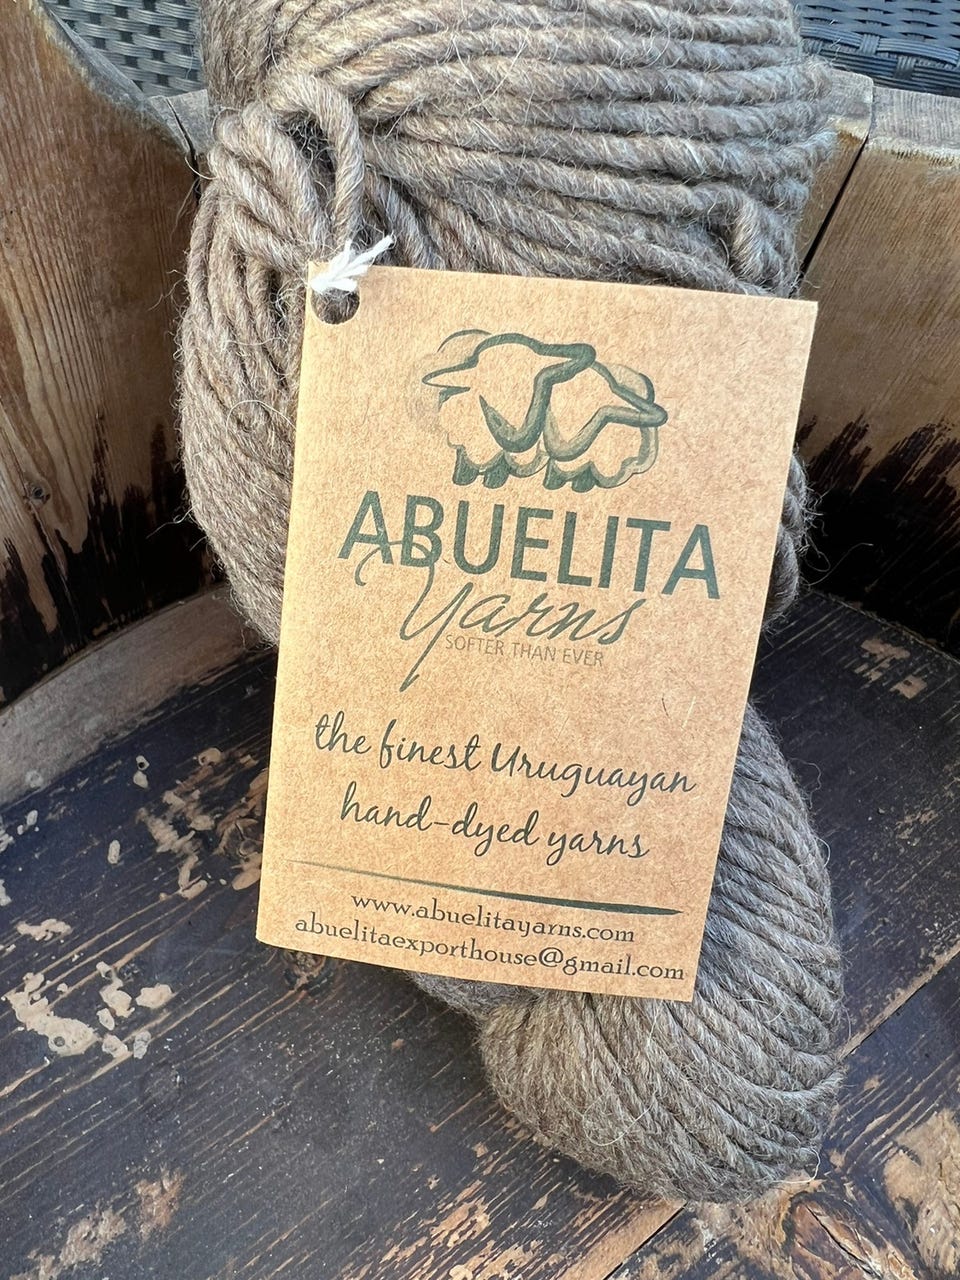 ABUELITA
Yarns
SOFTER THAN EVER
the finest Uruguayan
hand-dyed yarns
www.abuelitayarns.com
abuelitaexporthouse@gmail.com